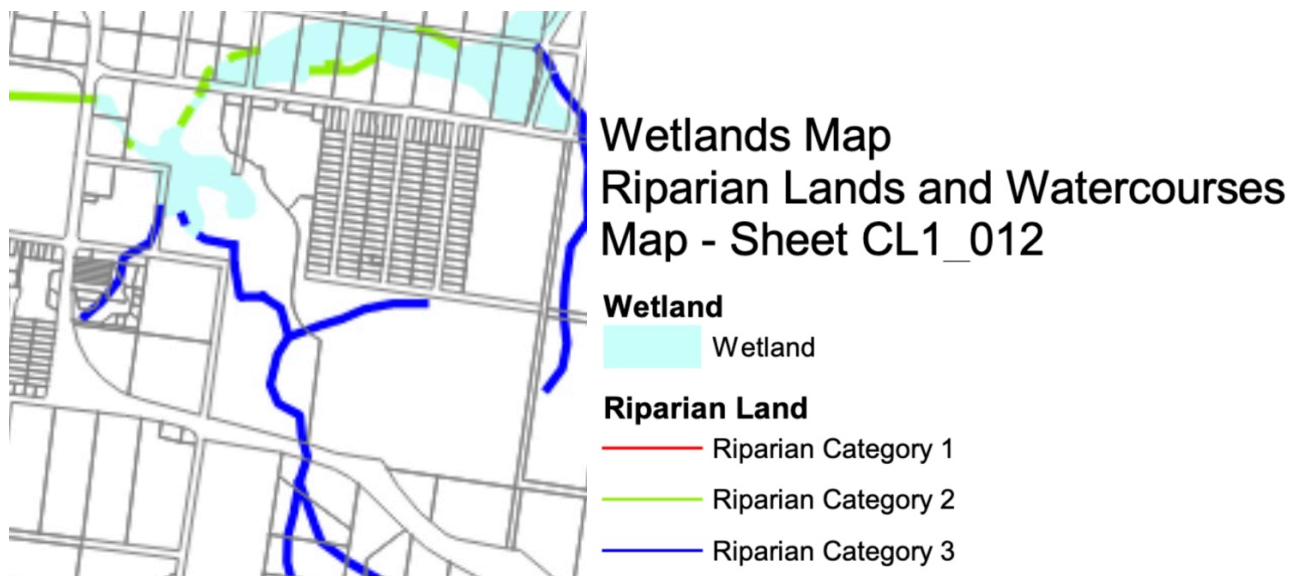 Wetlands Map
Riparian Lands and Watercourses
Map - Sheet CL1_012
Wetland
Wetland
Riparian Land
Riparian Category 1
Riparian Category 2
Riparian Category 3